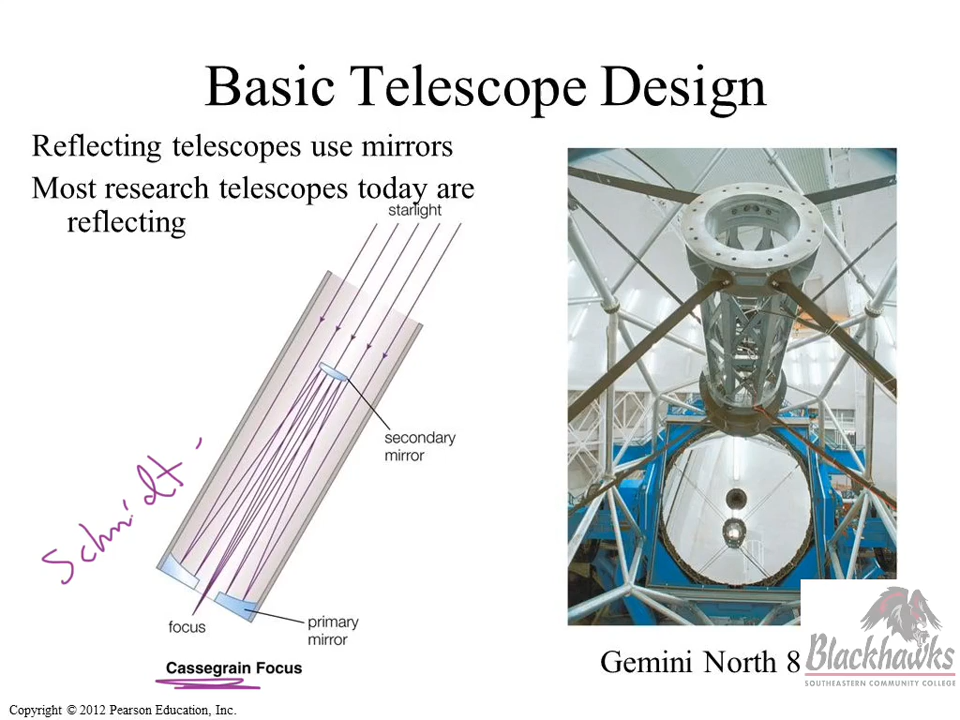 Basic Telescope Design
Reflecting telescopes use mirrors
Most research telescopes today are
reflecting
starlight
secondary
mirror
Schmidt -
primary
mirror
focus
Cassegrain Focus
Gemini North 8
Blackhawks
SOUTHEASTERN COMMUNITY COLLEGE
Copyright © 2012 Pearson Education, Inc.